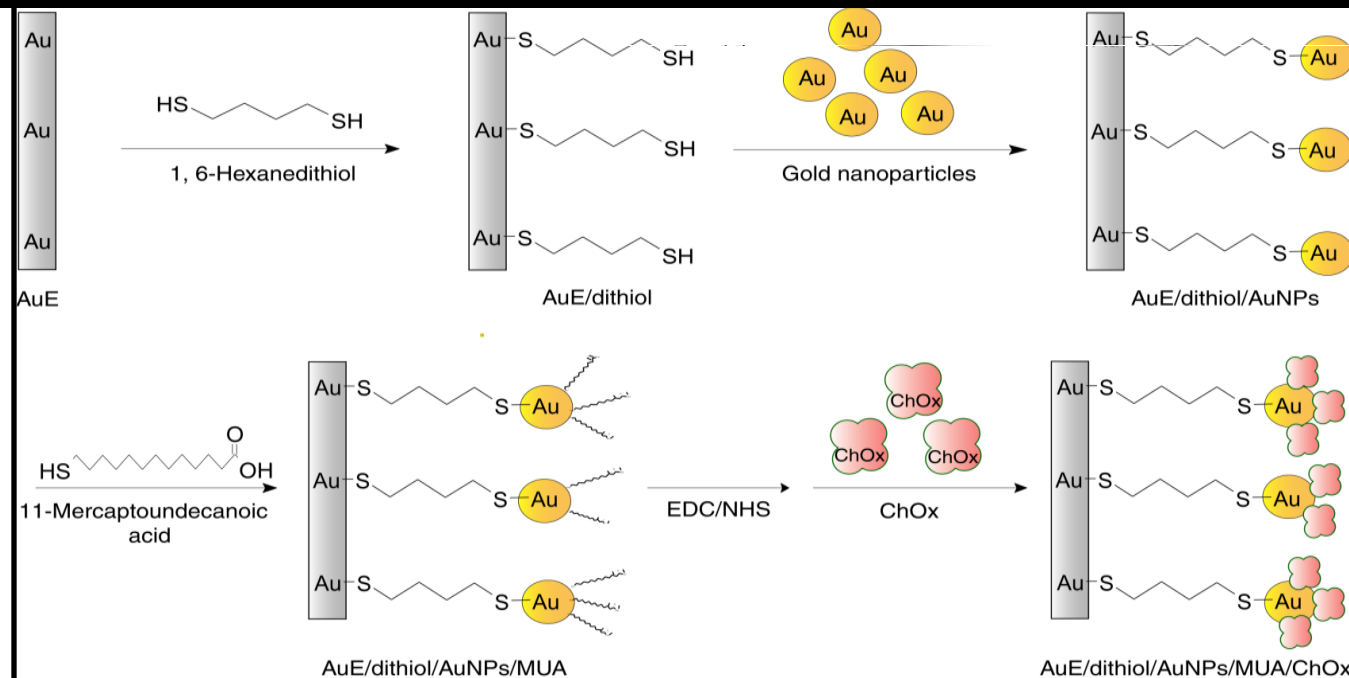 Au
Au
Au
AuE
HS
SH
1, 6-Hexanedithiol
Au S
SH
Au S
SH
Au S
SH
AuE/dithiol
Au
Au
Au
Au
Au
Gold nanoparticles
Au S S Au
Au S S Au
Au S S Au
AuE/dithiol/AuNPs
O
HS
OH
11-Mercaptoundecanoic
acid
Au S S Au
Au S S Au
Au S S Au
AuE/dithiol/AuNPs/MUA
EDC/NHS
ChOx
ChOx
ChOx
ChOx
Au S S Au
Au S S Au
Au S S Au
AuE/dithiol/AuNPs/MUA/ChOx